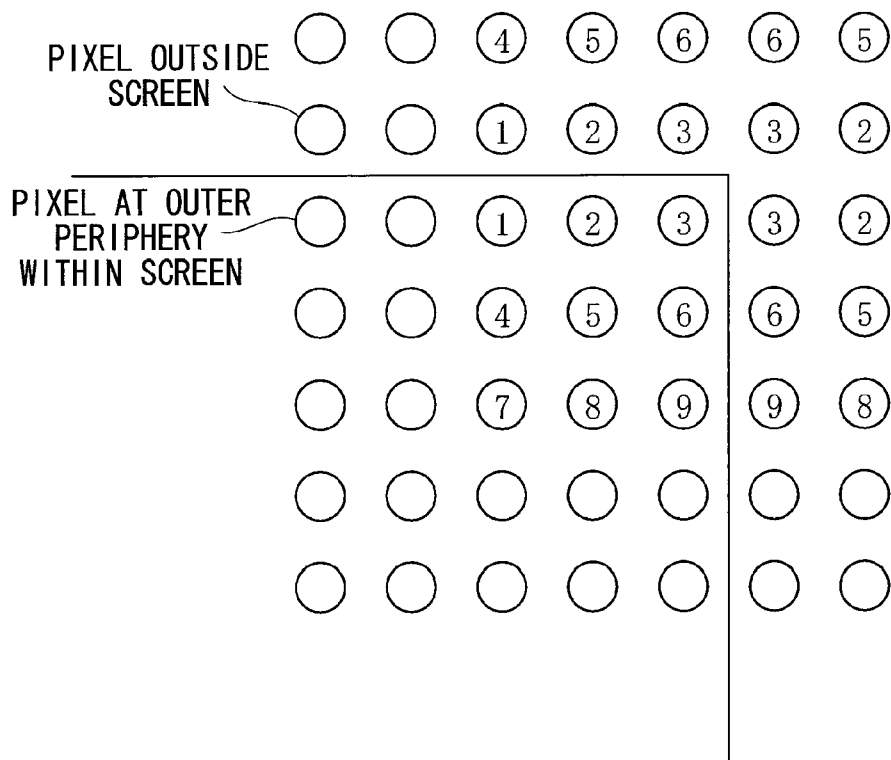 4 5 6 6 5
PIXEL OUTSIDE
SCREEN
1 2 3 3 2
PIXEL AT OUTER
PERIPHERY
WITHIN SCREEN
1 2 3 3 2
4 5 6 6 5
7 8 9 9 8